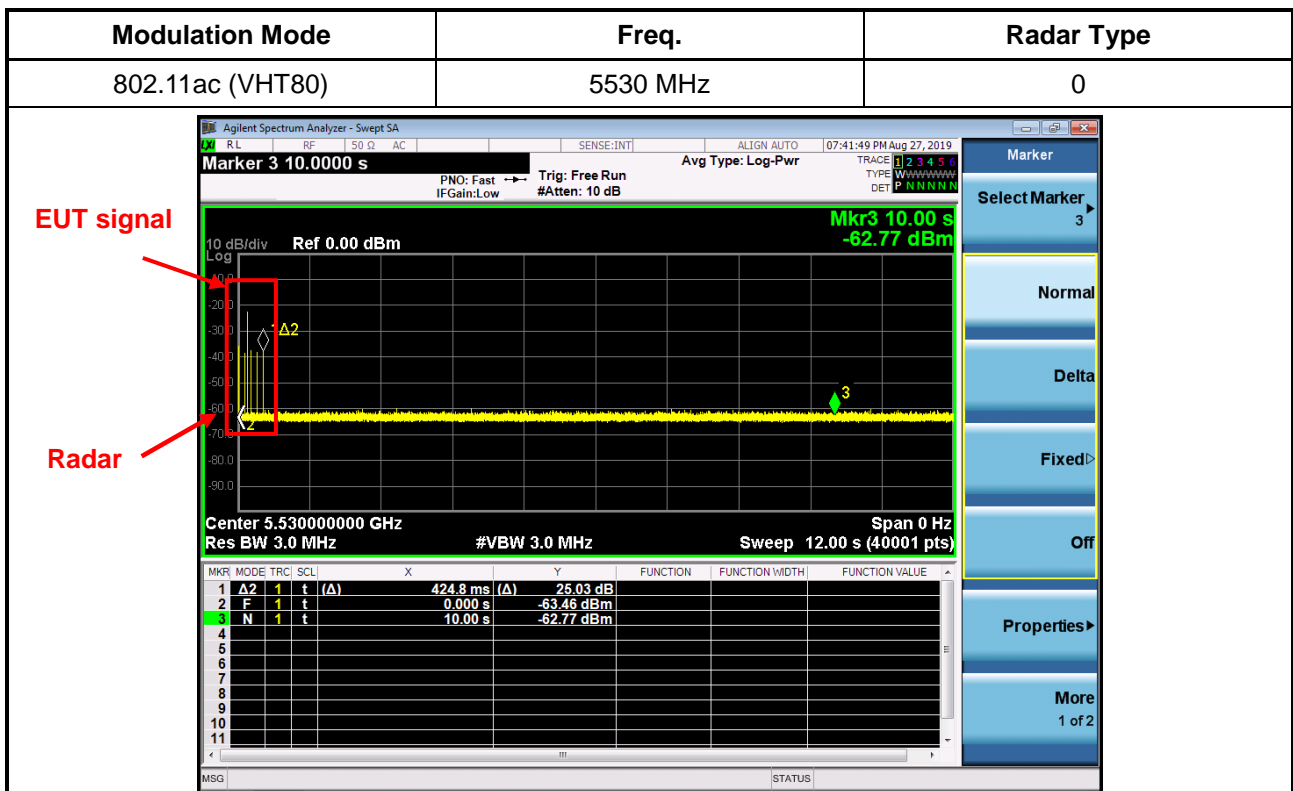 Modulation Mode Freq. Radar Type
802.11ac (VHT80) 5530 MHz 0
Agilent Spectrum Analyzer - Swept SA
LXI RL RF 50 Ω AC SENSE:INT ALIGN AUTO 07:41:49 PM Aug 27, 2019
Marker 3 10.0000 s Avg Type: Log-Pwr TRACE 1 2 3 4 5 6
PNO: Fast Trig: Free Run TYPE
IFGain:Low #Atten: 10 dB DET P N N N N N
Marker
Select Marker
3
Normal
Delta
Fixed
Off
Properties
More
1 of 2
EUT signal
Radar
Mkr3 10.00 s
10 dB/div Ref 0.00 dBm -62.77 dBm
Log
-20.0
-30.0
1Δ2
-40.0
-50.0
3
-60.0
2
-70.0
-80.0
-90.0
Center 5.530000000 GHz Span 0 Hz
Res BW 3.0 MHz #VBW 3.0 MHz Sweep 12.00 s (40001 pts)
MKR MODE TRC SCL X Y FUNCTION FUNCTION WIDTH FUNCTION VALUE
1 Δ2 1 t (Δ) 424.8 ms (Δ) 25.03 dB
2 F 1 t 0.000 s -63.46 dBm
3 N 1 t 10.00 s -62.77 dBm
4
5
6
7
8
9
10
11
MSG STATUS